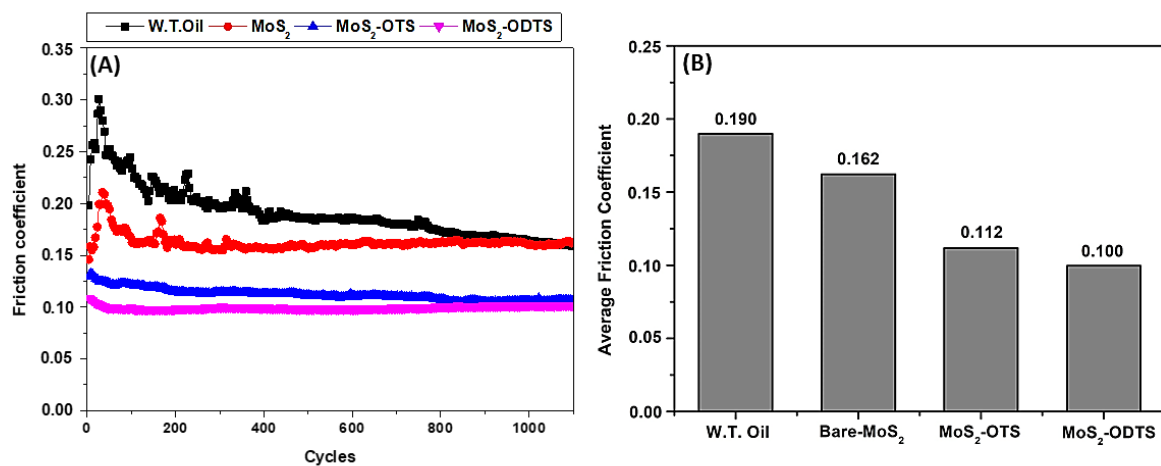 W.T.Oil MoS₂ MoS₂-OTS MoS₂-ODTS
(A)
Friction coefficient
0.35
0.30
0.25
0.20
0.15
0.10
0.05
0.00
0 200 400 600 800 1000
Cycles
(B)
Average Friction Coefficient
0.25
0.20
0.15
0.10
0.05
0.00
0.190
0.162
0.112
0.100
W.T. Oil Bare-MoS₂ MoS₂-OTS MoS₂-ODTS